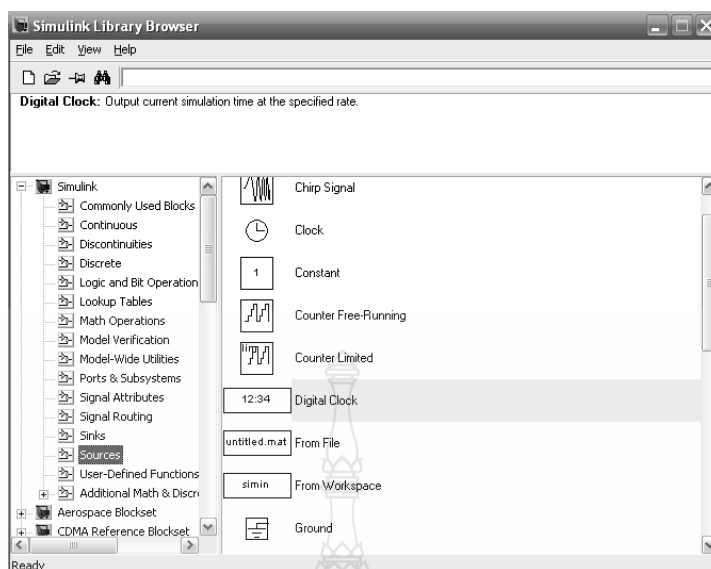 Simulink Library Browser
File Edit View Help
Digital Clock: Output current simulation time at the specified rate.
Simulink
Commonly Used Blocks
Continuous
Discontinuities
Discrete
Logic and Bit Operation
Lookup Tables
Math Operations
Model Verification
Model-Wide Utilities
Ports & Subsystems
Signal Attributes
Signal Routing
Sinks
Sources
User-Defined Functions
Additional Math & Discr
Aerospace Blockset
CDMA Reference Blockset
Chirp Signal
Clock
1 Constant
Counter Free-Running
lim Counter Limited
12:34 Digital Clock
untitled.mat From File
simin From Workspace
Ground
Ready